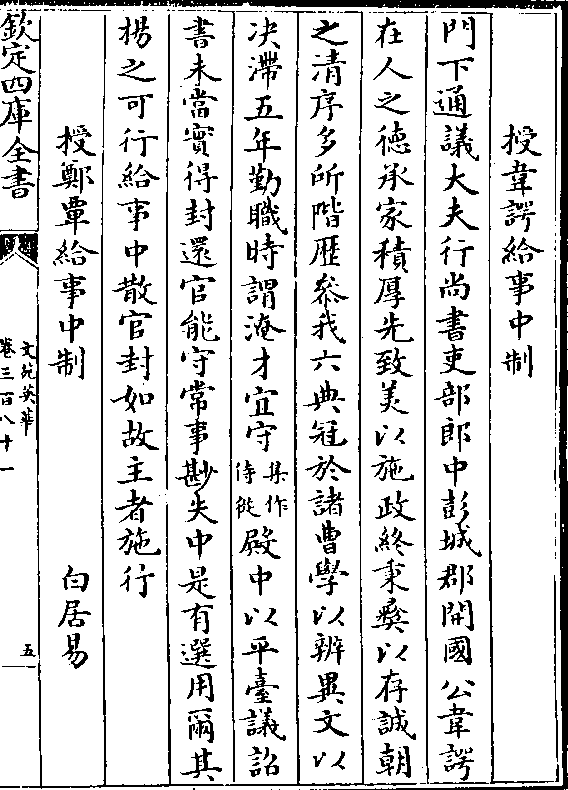 授韋諤給事中制
門下通議大夫行尚書吏部郎中彭城郡開國公韋諤
在人之德承家積厚先致美以施政終秉彜以存誠朝
之清序多所階歴叅我六典冠於諸曹學以辨異文以
决滯五年勤職時謂淹才宜守集作侍從殿中以平臺議詔
書未當實得封還官能守常事尠失中是有選用爾其
揚之可行給事中散官封如故主者施行
授鄭覃給事中制 白居易
欽定四庫全書
文苑英華
卷三百八十一
五